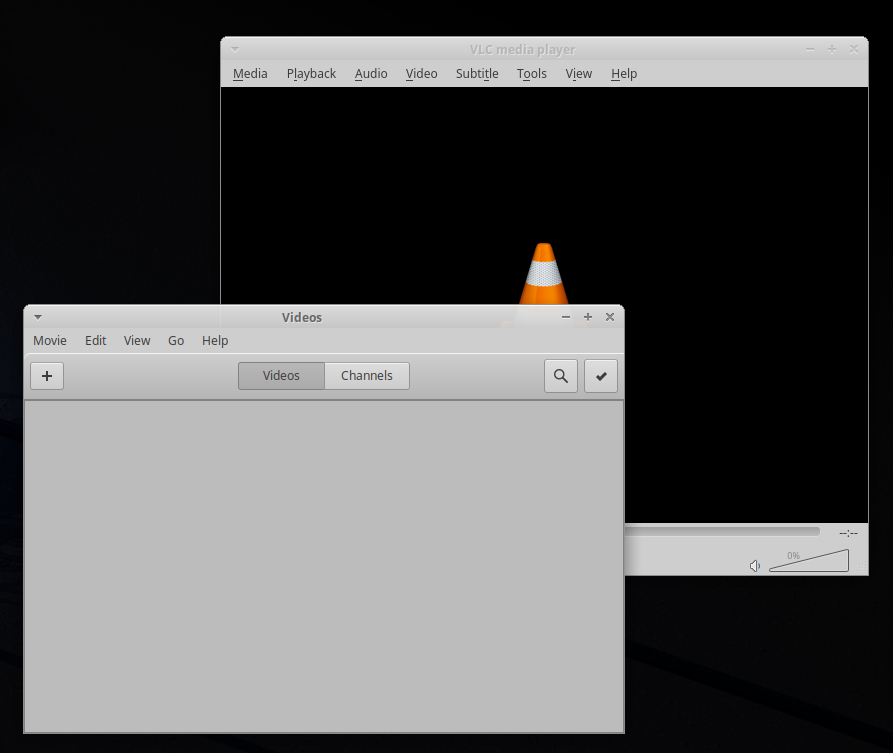 VLC media player
Media Playback Audio Video Subtitle Tools View Help
Videos
Movie Edit View Go Help
Videos Channels
--:--
0%